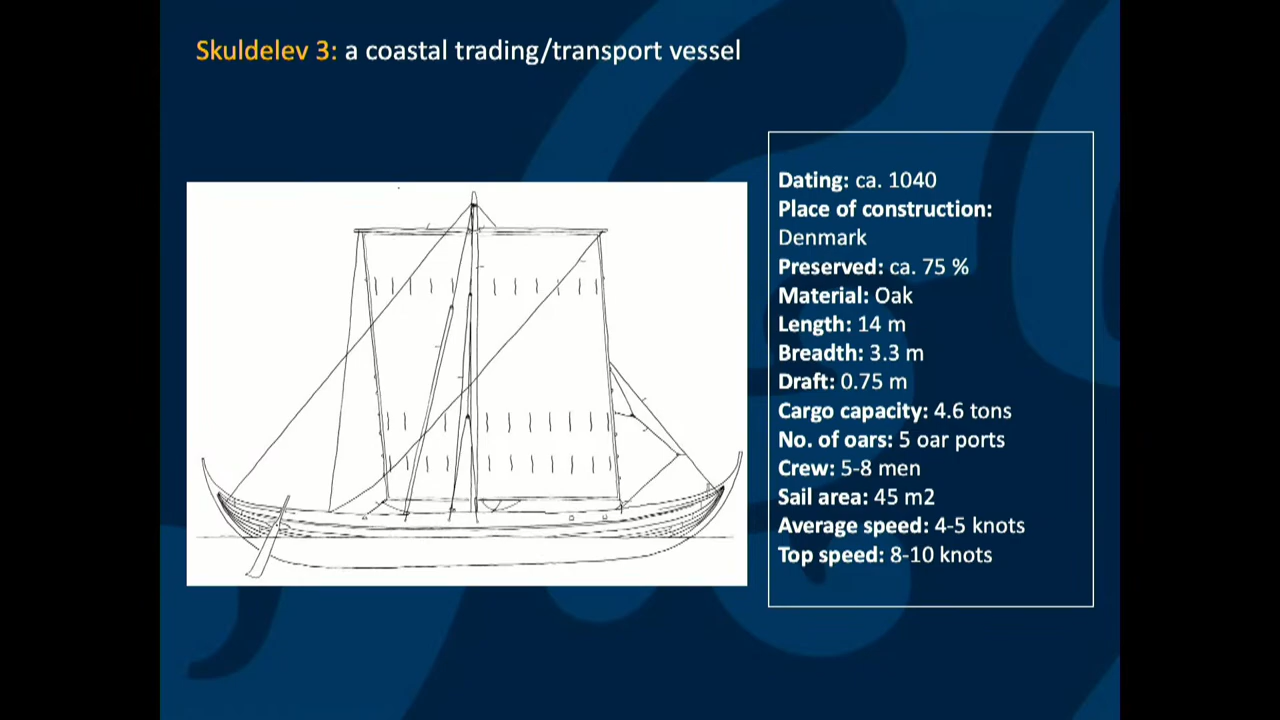 Skuldelev 3: a coastal trading/transport vessel
Dating: ca. 1040
Place of construction:
Denmark
Preserved: ca. 75 %
Material: Oak
Length: 14 m
Breadth: 3.3 m
Draft: 0.75 m
Cargo capacity: 4.6 tons
No. of oars: 5 oar ports
Crew: 5-8 men
Sail area: 45 m2
Average speed: 4-5 knots
Top speed: 8-10 knots